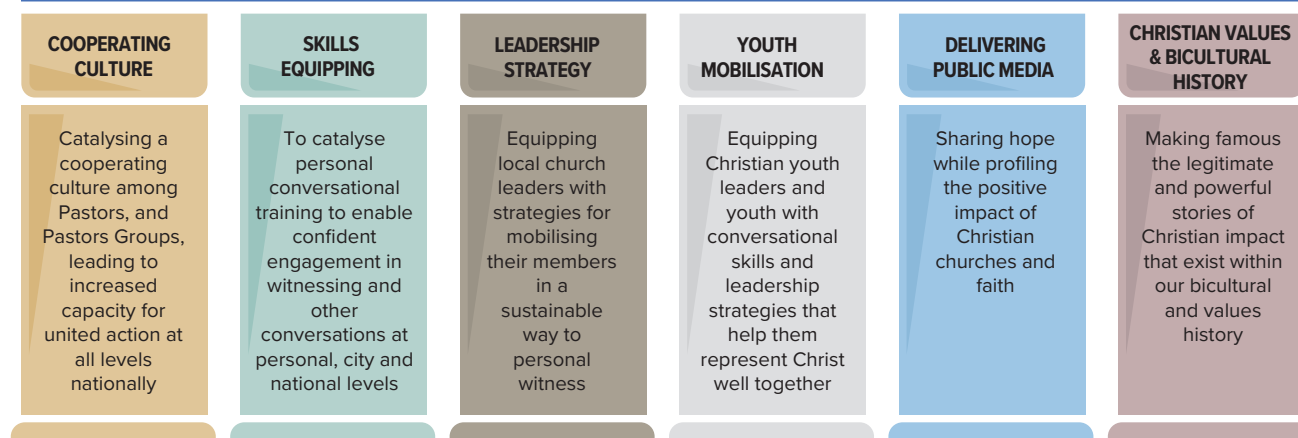 COOPERATING
CULTURE
Catalysing a
cooperating
culture among
Pastors, and
Pastors Groups,
leading to
increased
capacity for
united action at
all levels
nationally
SKILLS
EQUIPPING
To catalyse
personal
conversational
training to enable
confident
engagement in
witnessing and
other
conversations at
personal, city and
national levels
LEADERSHIP
STRATEGY
Equipping
local church
leaders with
strategies for
mobilising
their members
in a
sustainable
way to
personal
witness
YOUTH
MOBILISATION
Equipping
Christian youth
leaders and
youth with
conversational
skills and
leadership
strategies that
help them
represent Christ
well together
DELIVERING
PUBLIC MEDIA
Sharing hope
while profiling
the positive
impact of
Christian
churches and
faith
CHRISTIAN VALUES
& BICULTURAL
HISTORY
Making famous
the legitimate
and powerful
stories of
Christian impact
that exist within
our bicultural
and values
history